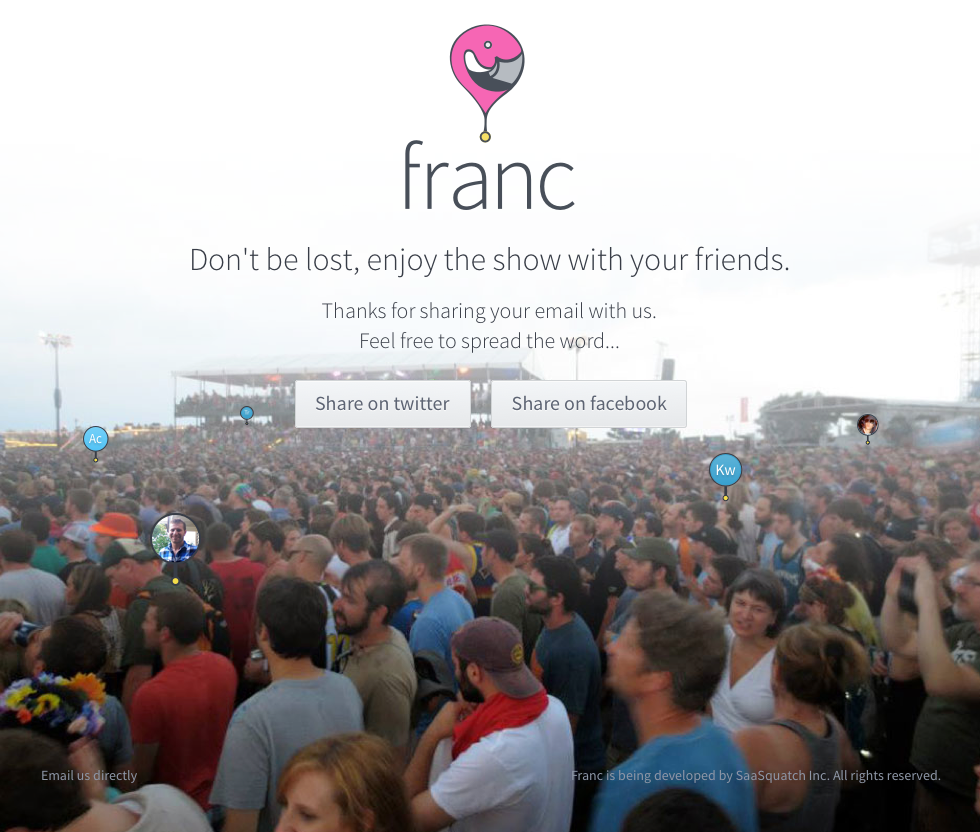 franc
Don't be lost, enjoy the show with your friends.
Thanks for sharing your email with us.
Feel free to spread the word...
Share on twitter
Share on facebook
Ac
Kw
Email us directly
Franc is being developed by SaaSquatch Inc. All rights reserved.